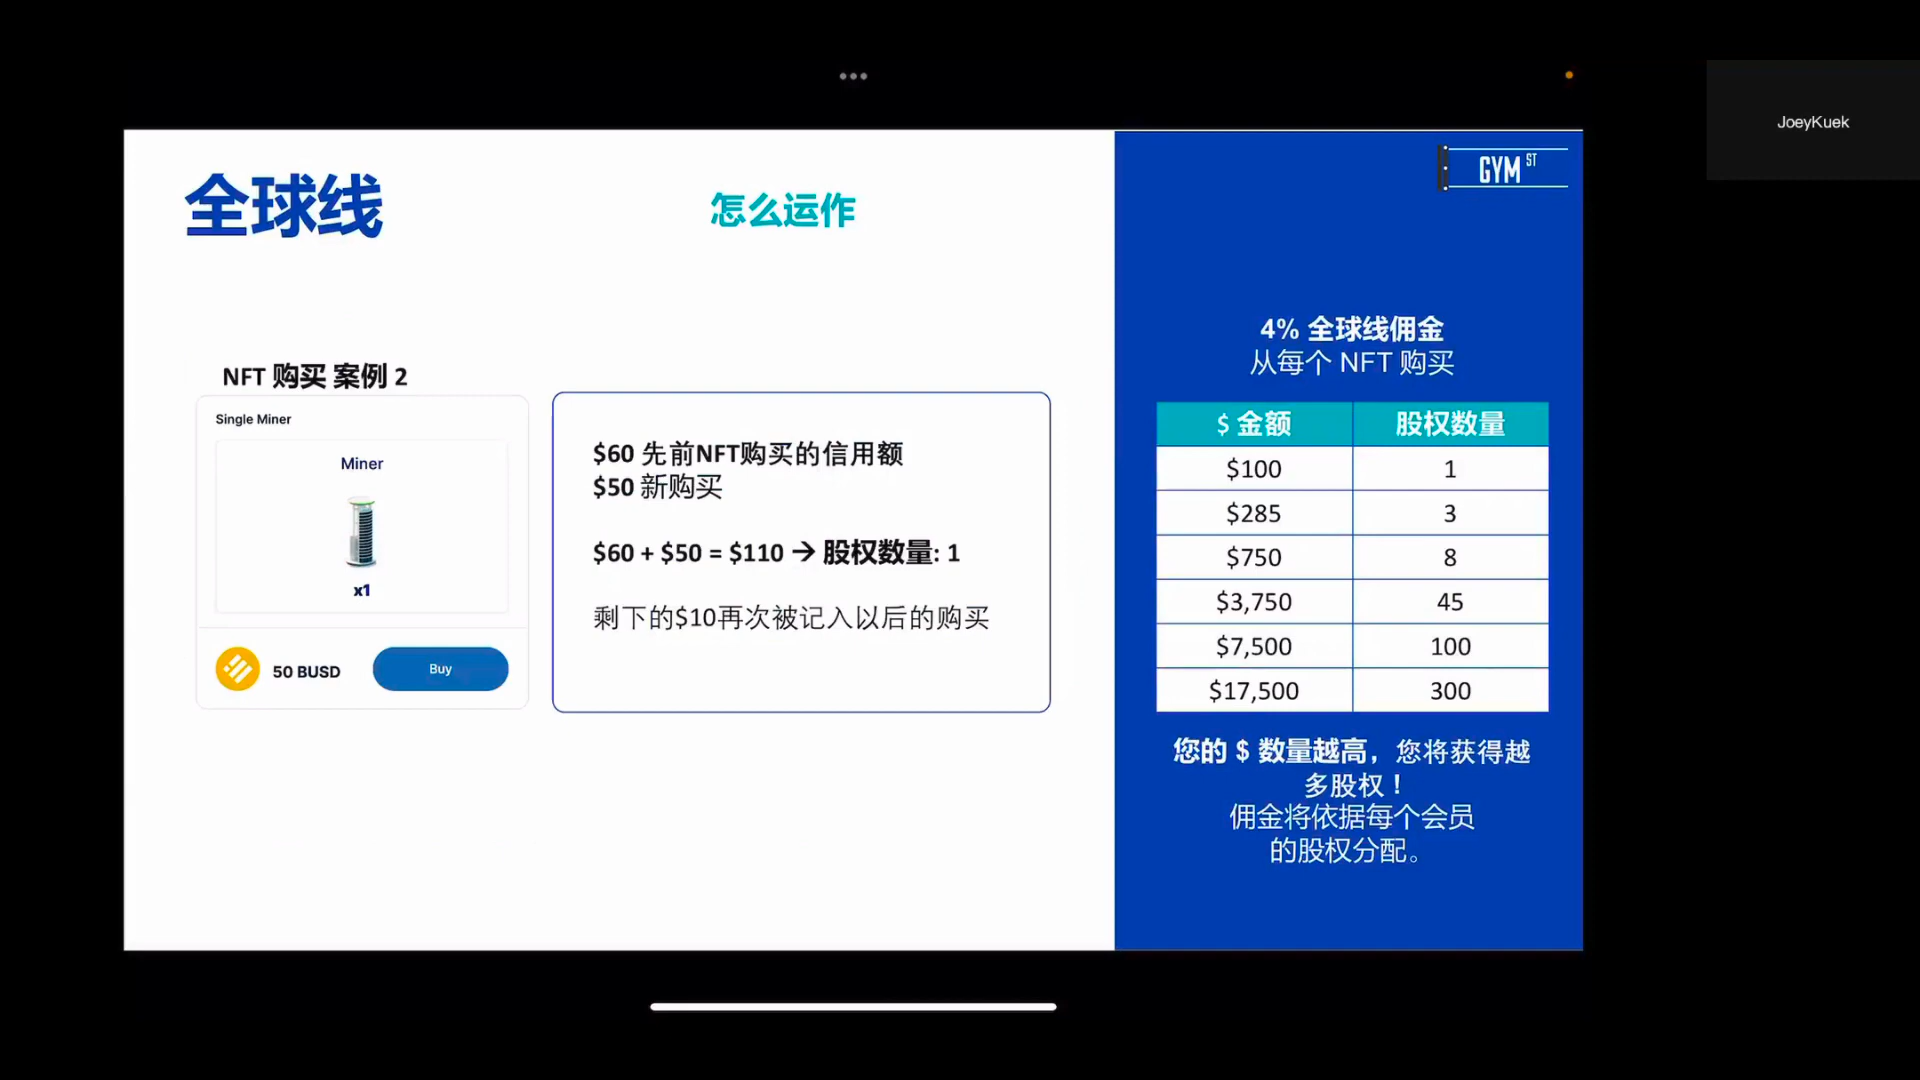 JoeyKuek
全球线
怎么运作
GYM ST
NFT 购买 案例 2
Single Miner
Miner
x1
50 BUSD
Buy
$60 先前NFT购买的信用额
$50 新购买
$60 + $50 = $110 → 股权数量: 1
剩下的$10再次被记入以后的购买
4% 全球线佣金
从每个 NFT 购买
$ 金额 股权数量
$100 1
$285 3
$750 8
$3,750 45
$7,500 100
$17,500 300
您的 $ 数量越高，您将获得越
多股权！
佣金将依据每个会员
的股权分配。